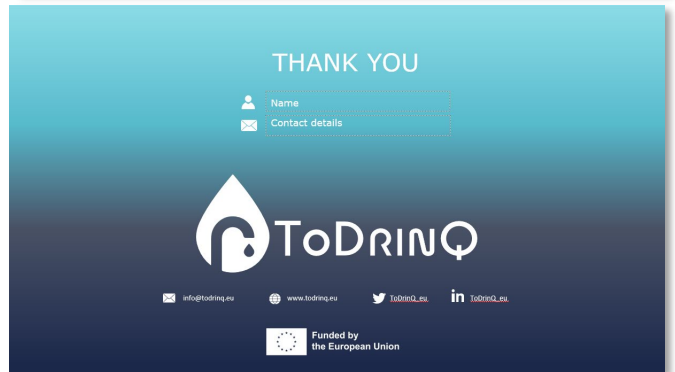 THANK YOU
Name
Contact details
ToDRINQ
info@todrinq.eu www.todrinq.eu ToDrinQ_eu in ToDrinQ_eu
Funded by
the European Union